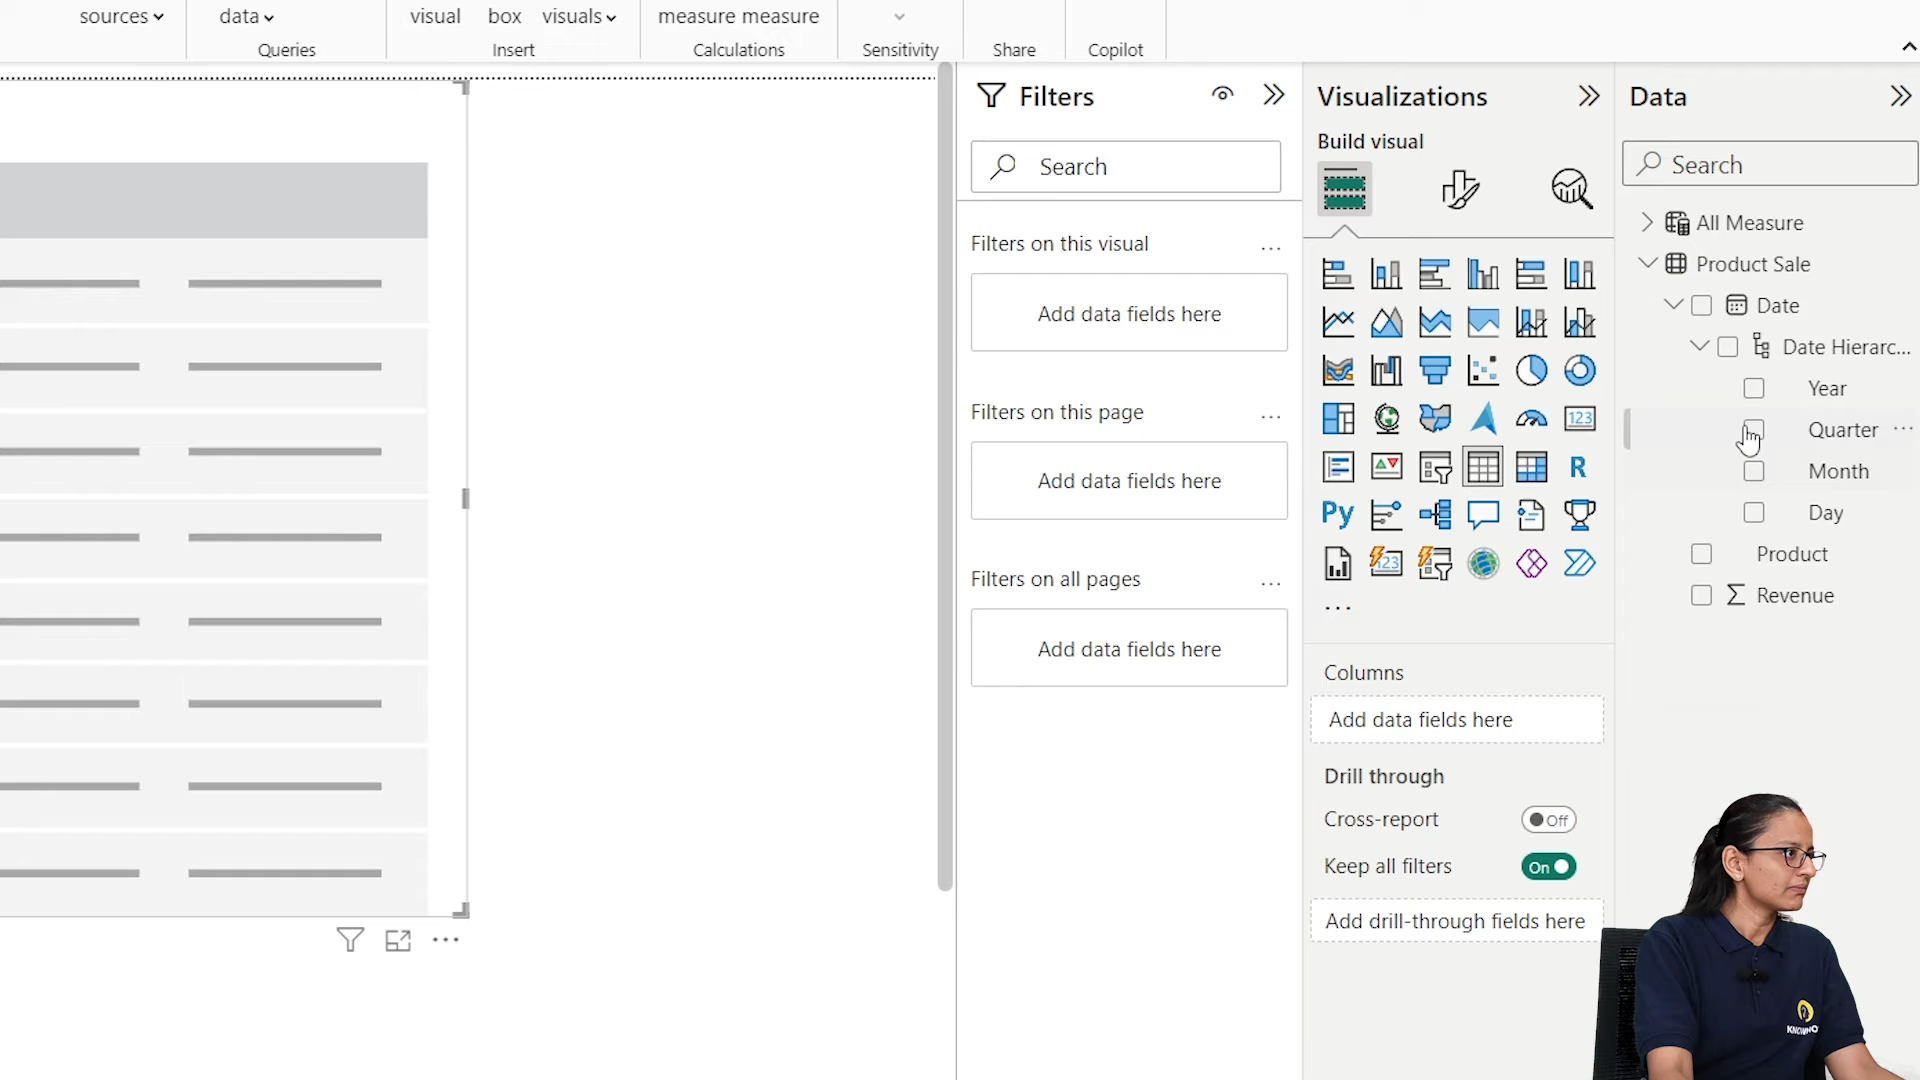 sources
data
visual
box
visuals
measure measure
Queries
Insert
Calculations
Sensitivity
Share
Copilot
Filters
Search
Filters on this visual
...
Add data fields here
Filters on this page
...
Add data fields here
Filters on all pages
...
Add data fields here
Visualizations
Build visual
123
R
Py
123
...
Columns
Add data fields here
Drill through
Cross-report
Off
Keep all filters
On
Add drill-through fields here
Data
Search
All Measure
Product Sale
Date
Date Hierarc...
Year
Quarter
...
Month
Day
Product
Σ Revenue